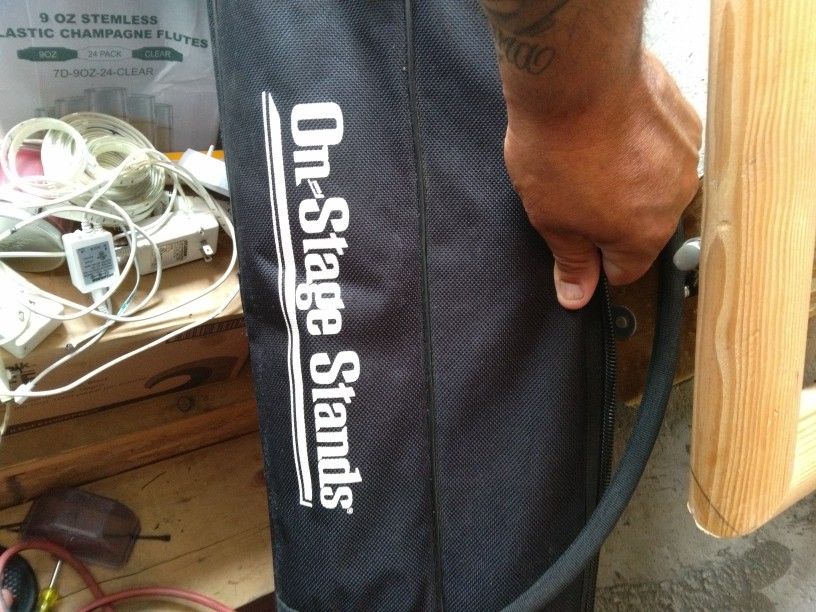 9 OZ STEMLESS
LASTIC CHAMPAGNE FLUTES
9OZ
24 PACK
CLEAR
7D-9OZ-24-CLEAR
On-Stage Stands